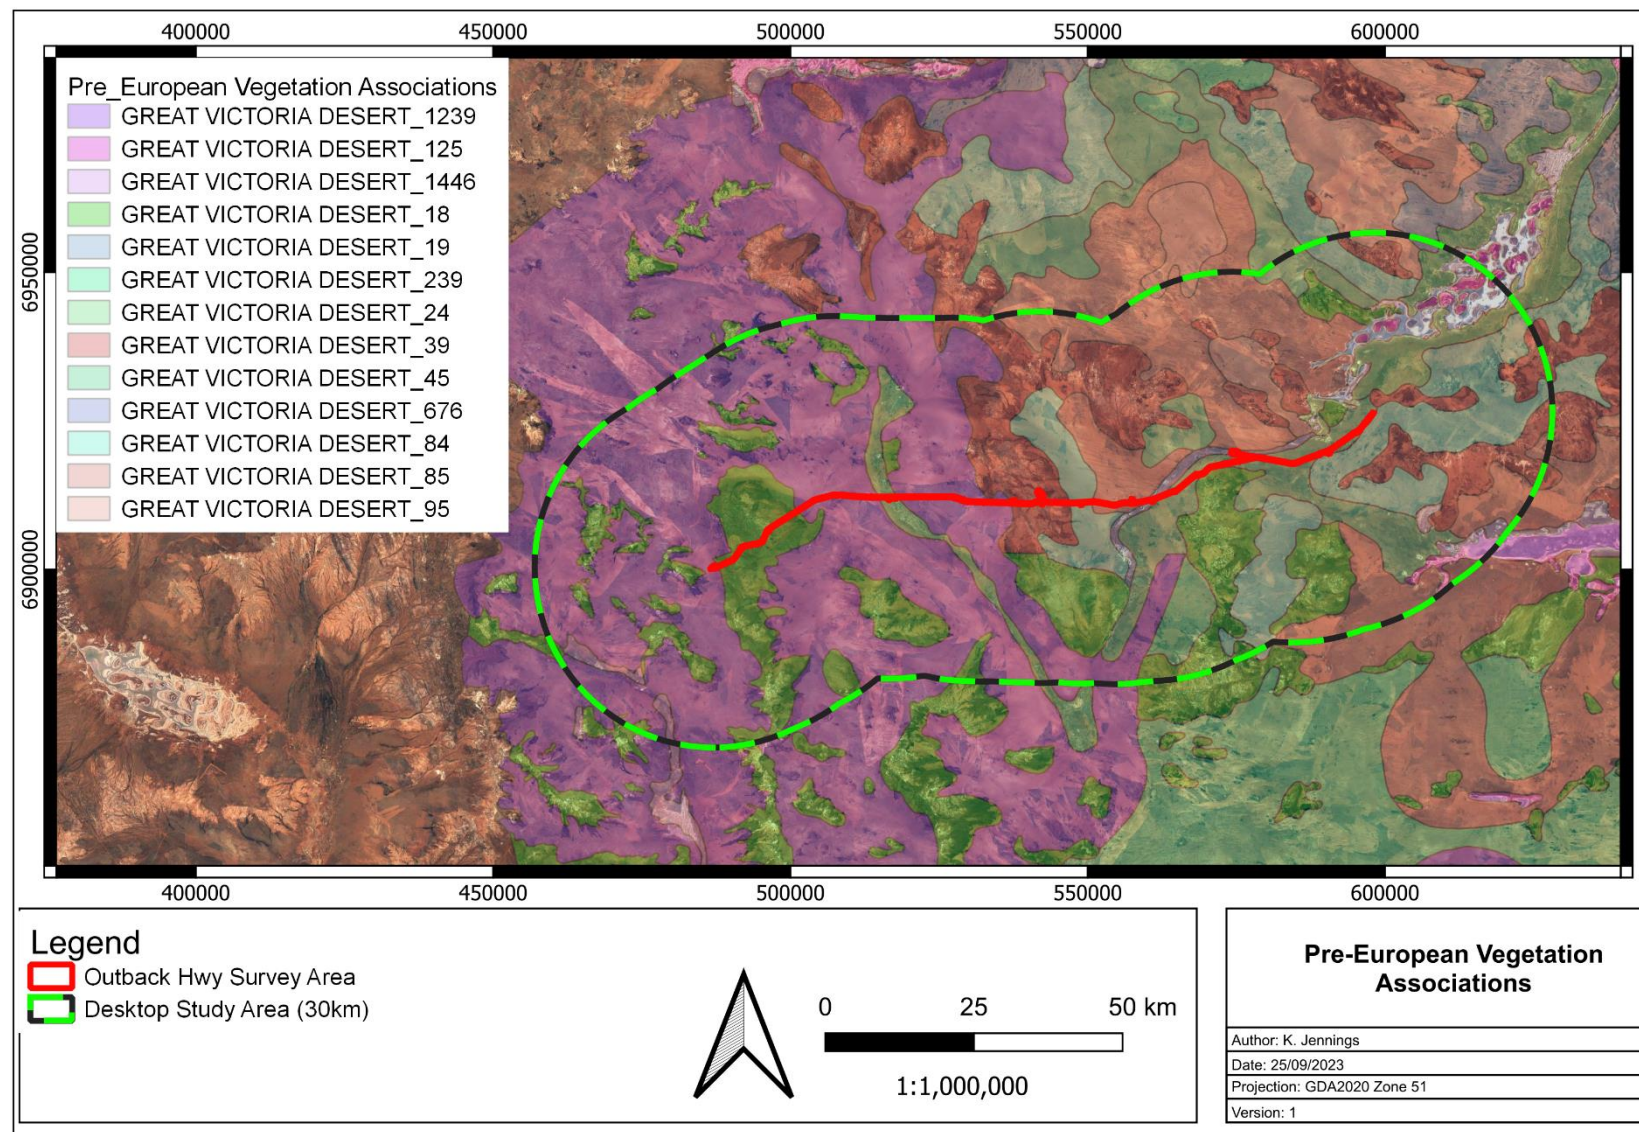 400000 450000 500000 550000 600000
Pre_European Vegetation Associations
GREAT VICTORIA DESERT_1239
GREAT VICTORIA DESERT_125
GREAT VICTORIA DESERT_1446
GREAT VICTORIA DESERT_18
GREAT VICTORIA DESERT_19
GREAT VICTORIA DESERT_239
GREAT VICTORIA DESERT_24
GREAT VICTORIA DESERT_39
GREAT VICTORIA DESERT_45
GREAT VICTORIA DESERT_676
GREAT VICTORIA DESERT_84
GREAT VICTORIA DESERT_85
GREAT VICTORIA DESERT_95
6950000
6900000
6950000
6900000
400000 450000 500000 550000 600000
Legend
Outback Hwy Survey Area
Desktop Study Area (30km)
0 25 50 km
1:1,000,000
Pre-European Vegetation
Associations
Author: K. Jennings
Date: 25/09/2023
Projection: GDA2020 Zone 51
Version: 1